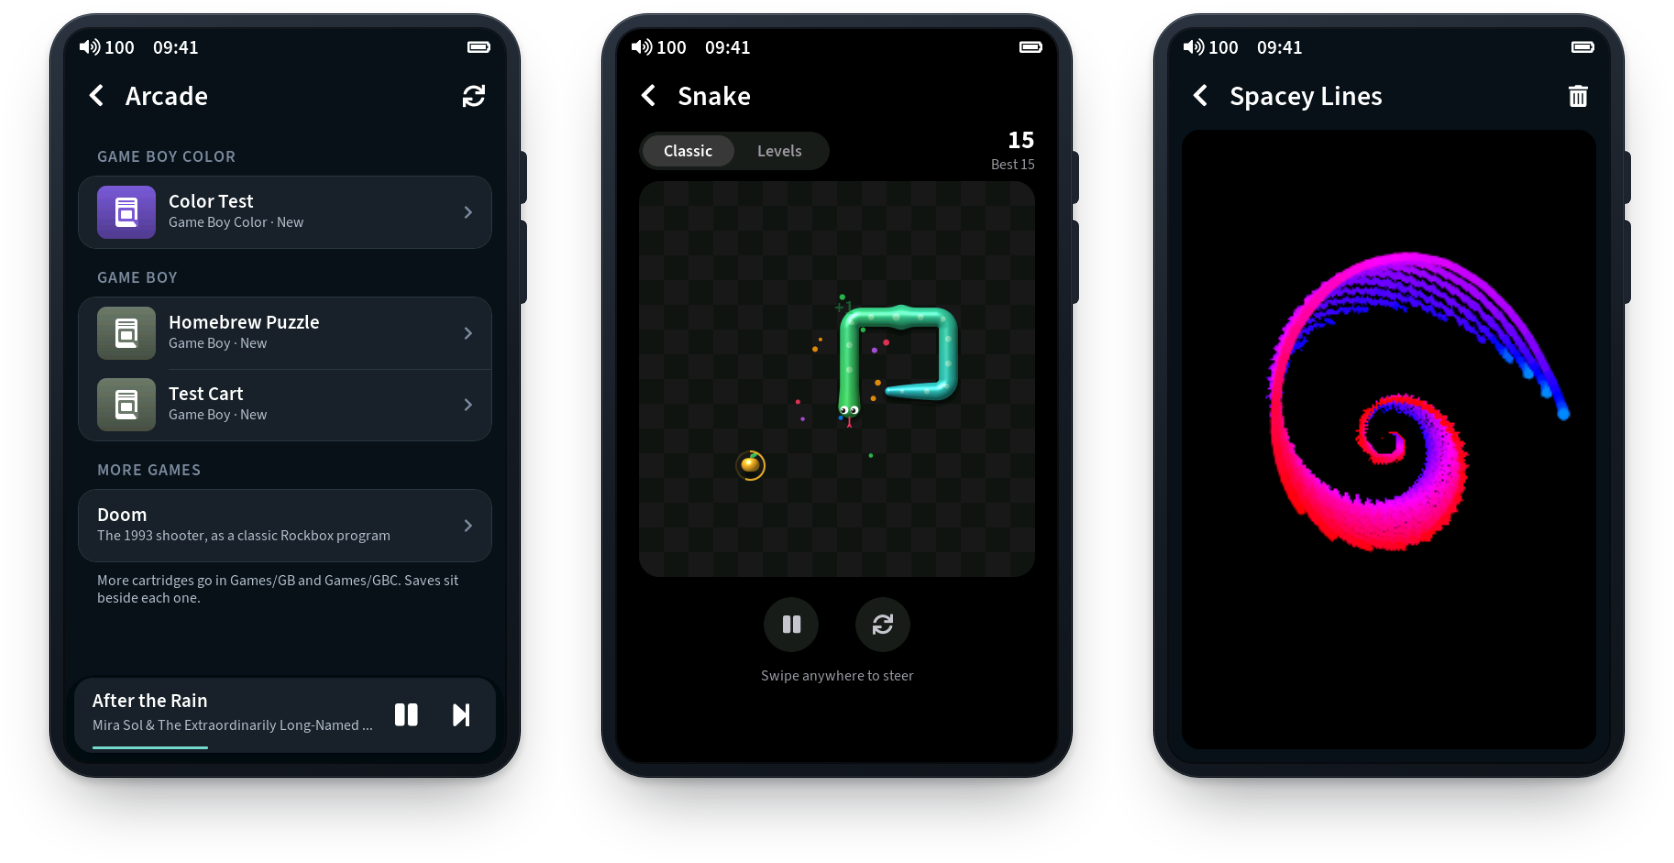 100 09:41
Arcade
GAME BOY COLOR
Color Test
Game Boy Color · New
GAME BOY
Homebrew Puzzle
Game Boy · New
Test Cart
Game Boy · New
MORE GAMES
Doom
The 1993 shooter, as a classic Rockbox program
More cartridges go in Games/GB and Games/GBC. Saves sit
beside each one.
After the Rain
Mira Sol & The Extraordinarily Long-Named ...
100 09:41
Snake
Classic Levels
15
Best 15
+1
Swipe anywhere to steer
100 09:41
Spacey Lines